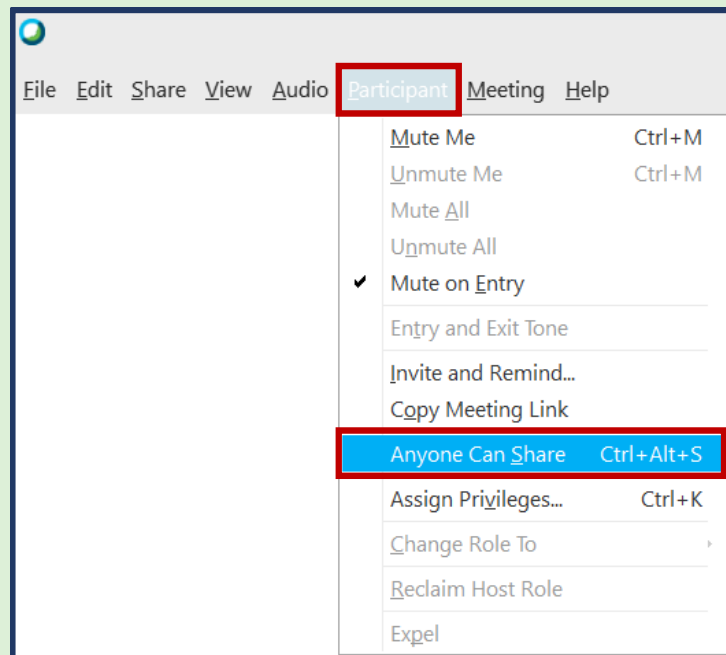 File Edit Share View Audio Participant Meeting Help
Mute Me Ctrl+M
Unmute Me Ctrl+M
Mute All
Unmute All
Mute on Entry
Entry and Exit Tone
Invite and Remind...
Copy Meeting Link
Anyone Can Share Ctrl+Alt+S
Assign Privileges... Ctrl+K
Change Role To
Reclaim Host Role
Expel